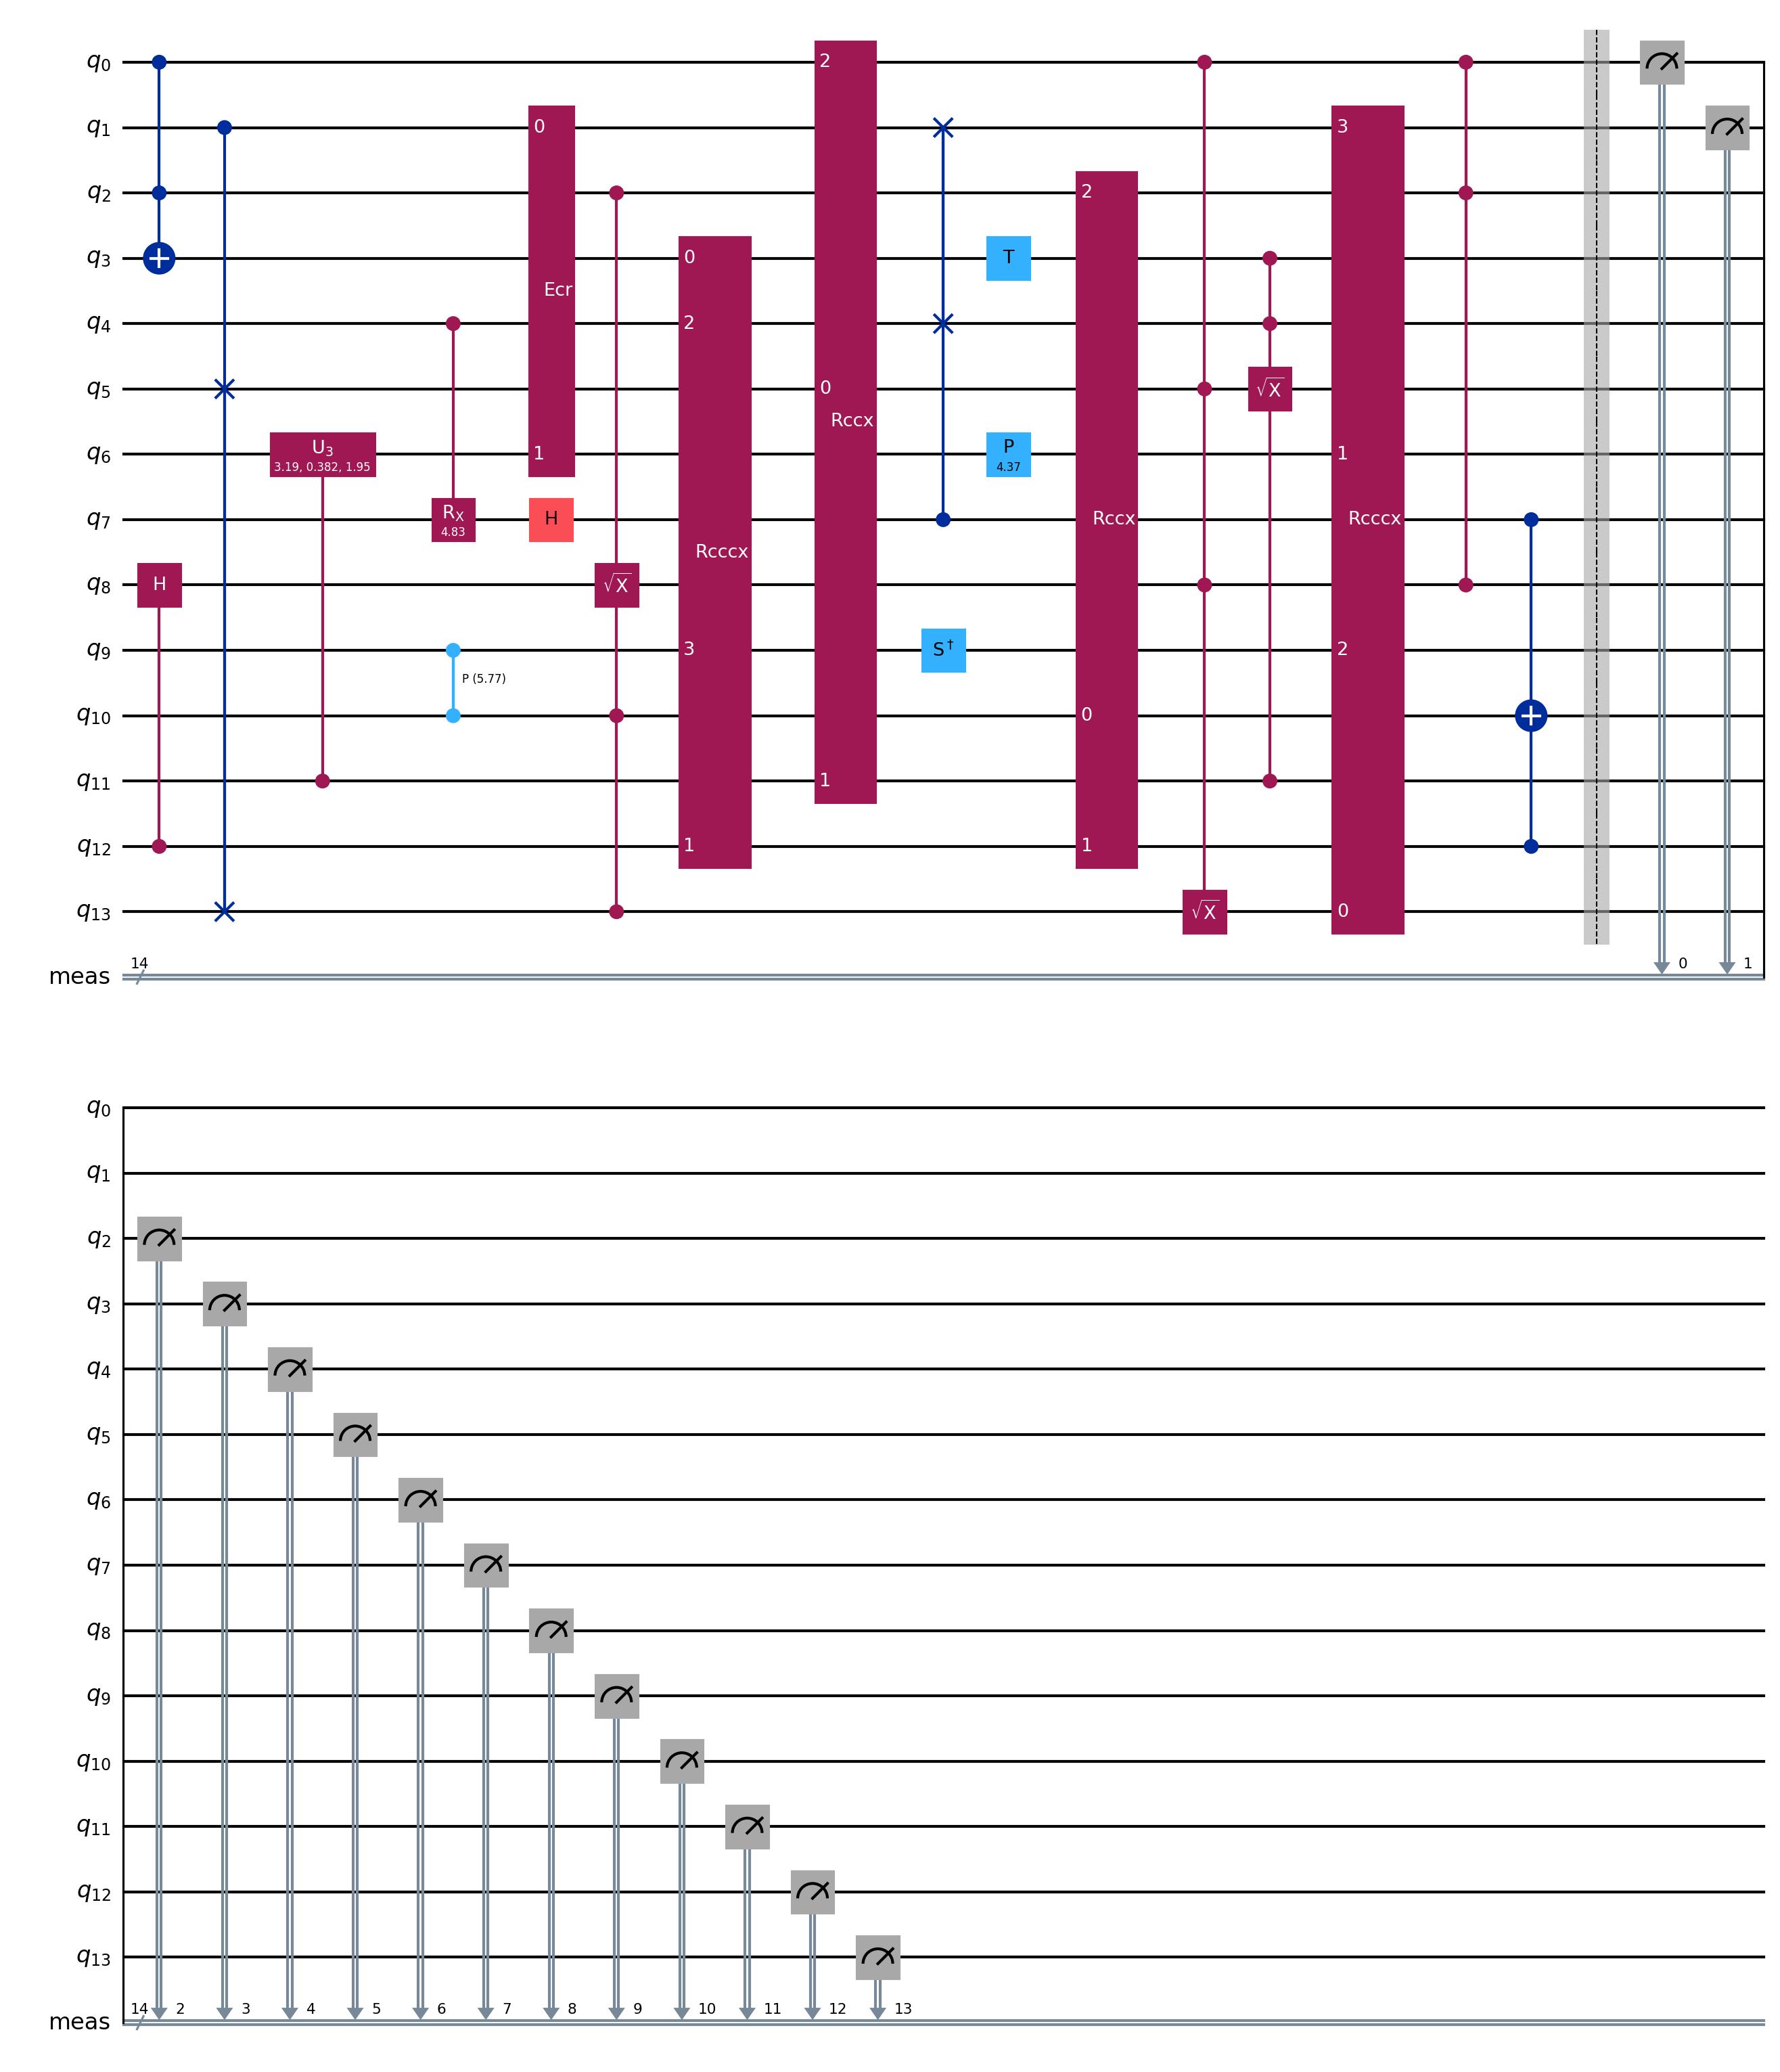 q0 2
q1 0 3
q2 2
q3 0 T
Ecr
q4 2
q5 0 √X
Rccx
q6 U3 3.19, 0.382, 1.95 1 P 4.37 1
q7 RX 4.83 H Rccx Rcccx
Rcccx
q8 H √X
q9 3 S† 2
P (5.77)
q10 0
q11 1
q12 1 1
q13 √X 0
14 0 1
meas
q0
q1
q2
q3
q4
q5
q6
q7
q8
q9
q10
q11
q12
q13
14 2 3 4 5 6 7 8 9 10 11 12 13
meas